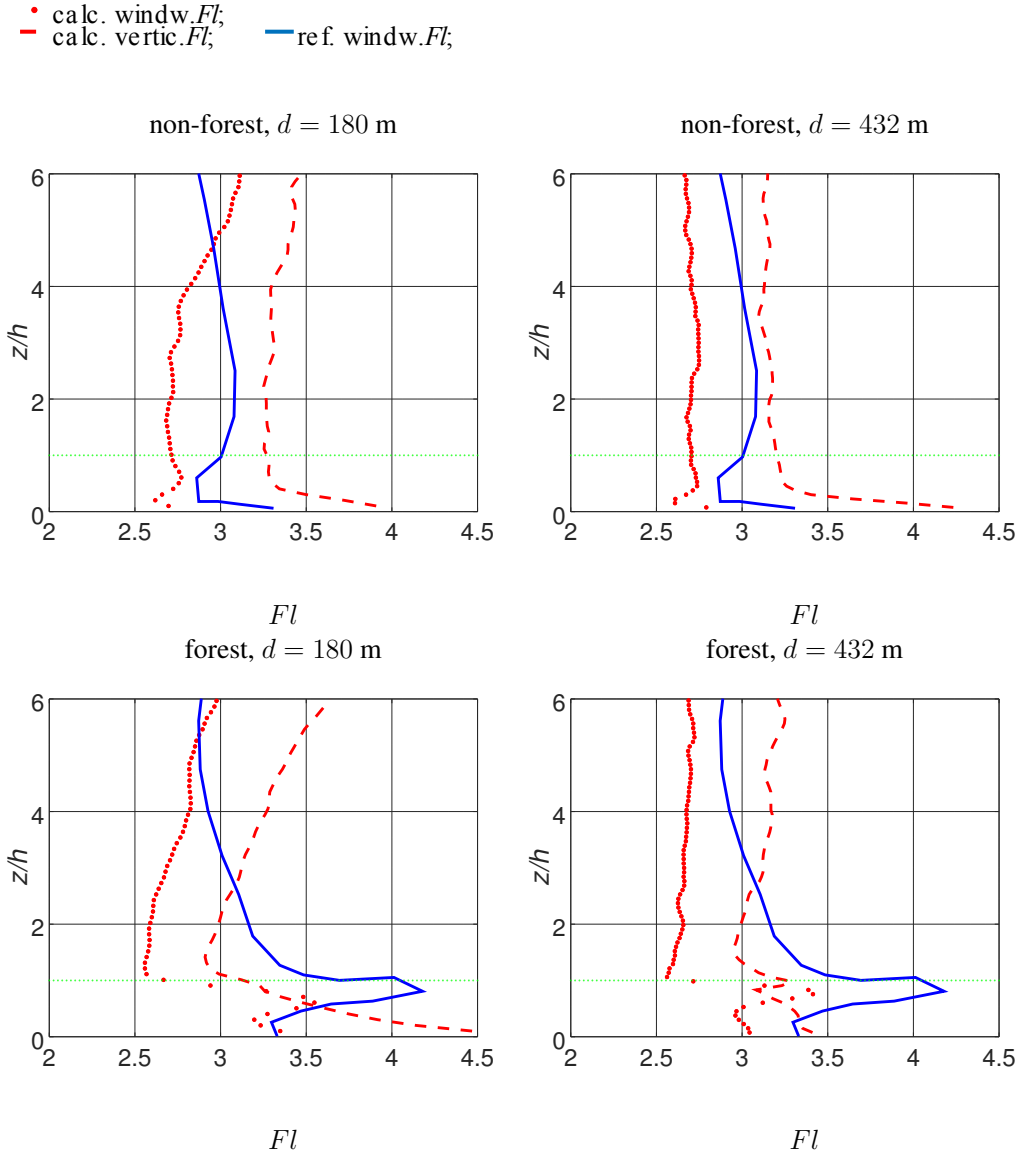 calc. windw.Fl;
calc. vertic.Fl; ref. windw.Fl;
non-forest, d = 180 m
non-forest, d = 432 m
6
4
2
0
z/h
2 2.5 3 3.5 4 4.5
Fl
6
4
2
0
z/h
2 2.5 3 3.5 4 4.5
Fl
forest, d = 180 m
forest, d = 432 m
6
4
2
0
z/h
2 2.5 3 3.5 4 4.5
Fl
6
4
2
0
z/h
2 2.5 3 3.5 4 4.5
Fl